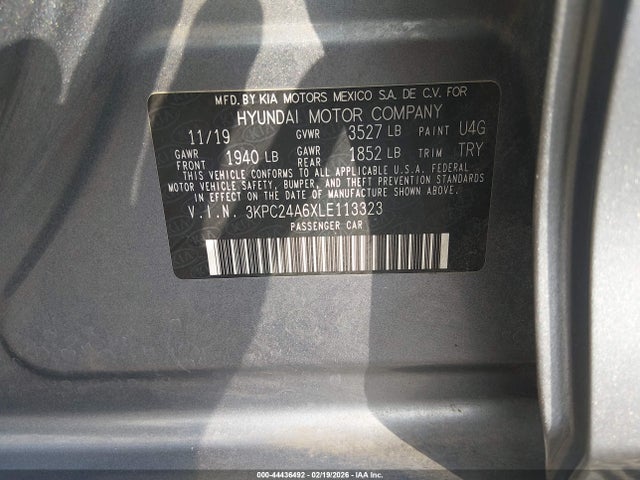 MFD. BY KIA MOTORS MEXICO S.A. DE C.V. FOR
HYUNDAI MOTOR COMPANY
11/19 GVWR 3527 LB PAINT U4G
GAWR FRONT 1940 LB GAWR REAR 1852 LB TRIM TRY
THIS VEHICLE CONFORMS TO ALL APPLICABLE U.S.A. FEDERAL
MOTOR VEHICLE SAFETY, BUMPER, AND THEFT PREVENTION
STANDARDS IN EFFECT ON THE DATE OF MANUFACTURE SHOWN ABOVE.
V.I.N. 3KPC24A6XLE113323
PASSENGER CAR
000-44436492 - 02/19/2026 - IAA Inc.